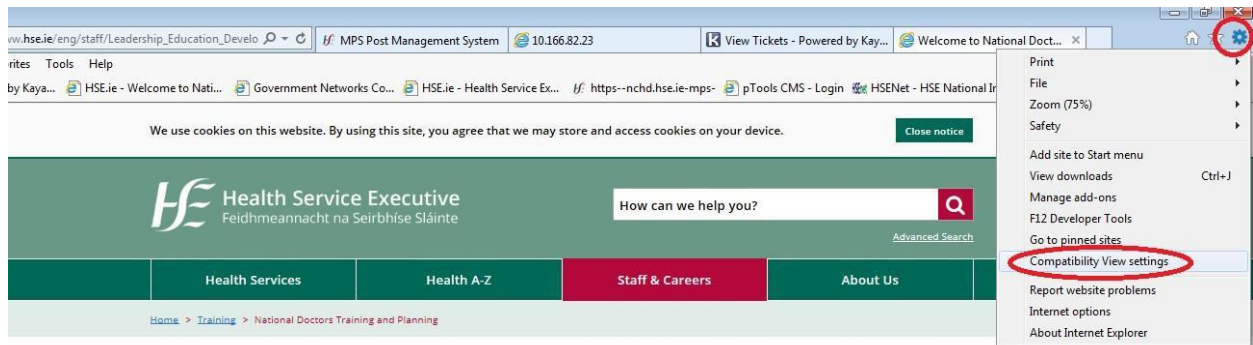 ww.hse.ie/eng/staff/Leadership_Education_Develo
MPS Post Management System
10.166.82.23
View Tickets - Powered by Kay...
Welcome to National Doct...
rites Tools Help
by Kaya...
HSE.ie - Welcome to Nati...
Government Networks Co...
HSE.ie - Health Service Ex...
https--nchd.hse.ie-mps-
pTools CMS - Login
HSENet - HSE National Ir
We use cookies on this website. By using this site, you agree that we may store and access cookies on your device.
Close notice
Health Service Executive
Feidhmeannacht na Seirbhíse Sláinte
How can we help you?
Advanced Search
Health Services
Health A-Z
Staff & Careers
About Us
Home > Training > National Doctors Training and Planning
Print
File
Zoom (75%)
Safety
Add site to Start menu
View downloads Ctrl+J
Manage add-ons
F12 Developer Tools
Go to pinned sites
Compatibility View settings
Report website problems
Internet options
About Internet Explorer